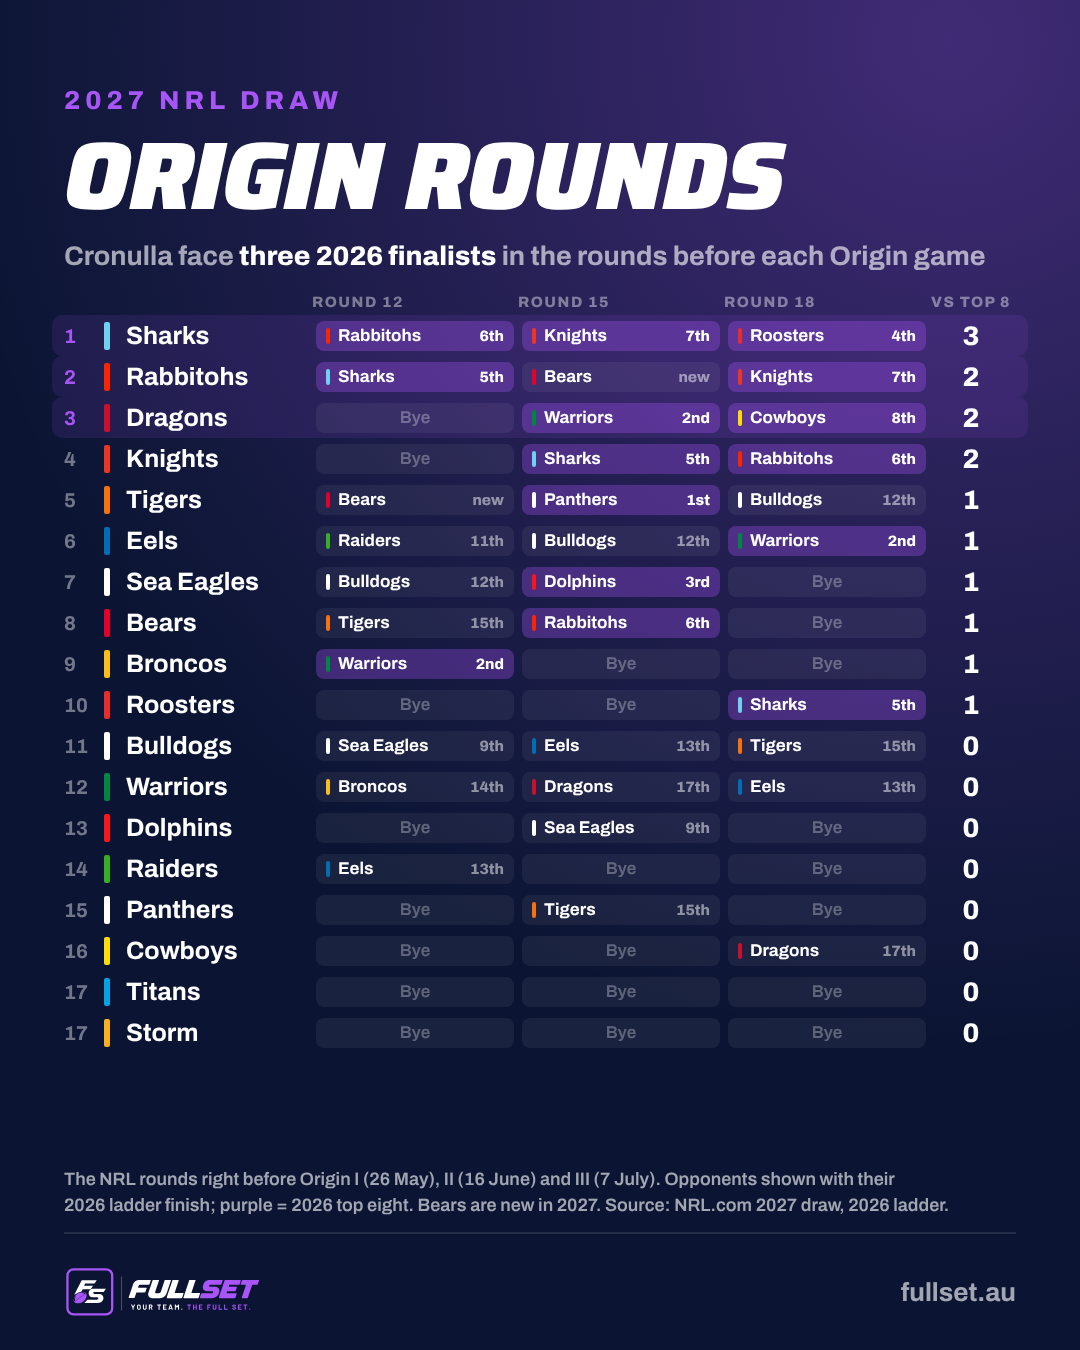 2027 NRL DRAW
ORIGIN ROUNDS
Cronulla face three 2026 finalists in the rounds before each Origin game
ROUND 12 ROUND 15 ROUND 18 VS TOP 8
1 Sharks Rabbitohs 6th Knights 7th Roosters 4th 3
2 Rabbitohs Sharks 5th Bears new Knights 7th 2
3 Dragons Bye Warriors 2nd Cowboys 8th 2
4 Knights Bye Sharks 5th Rabbitohs 6th 2
5 Tigers Bears new Panthers 1st Bulldogs 12th 1
6 Eels Raiders 11th Bulldogs 12th Warriors 2nd 1
7 Sea Eagles Bulldogs 12th Dolphins 3rd Bye 1
8 Bears Tigers 15th Rabbitohs 6th Bye 1
9 Broncos Warriors 2nd Bye Bye 1
10 Roosters Bye Bye Sharks 5th 1
11 Bulldogs Sea Eagles 9th Eels 13th Tigers 15th 0
12 Warriors Broncos 14th Dragons 17th Eels 13th 0
13 Dolphins Bye Sea Eagles 9th Bye 0
14 Raiders Eels 13th Bye Bye 0
15 Panthers Bye Tigers 15th Bye 0
16 Cowboys Bye Bye Dragons 17th 0
17 Titans Bye Bye Bye 0
17 Storm Bye Bye Bye 0
The NRL rounds right before Origin I (26 May), II (16 June) and III (7 July). Opponents shown with their
2026 ladder finish; purple = 2026 top eight. Bears are new in 2027. Source: NRL.com 2027 draw, 2026 ladder.
FS FULLSET
YOUR TEAM. THE FULL SET.
fullset.au